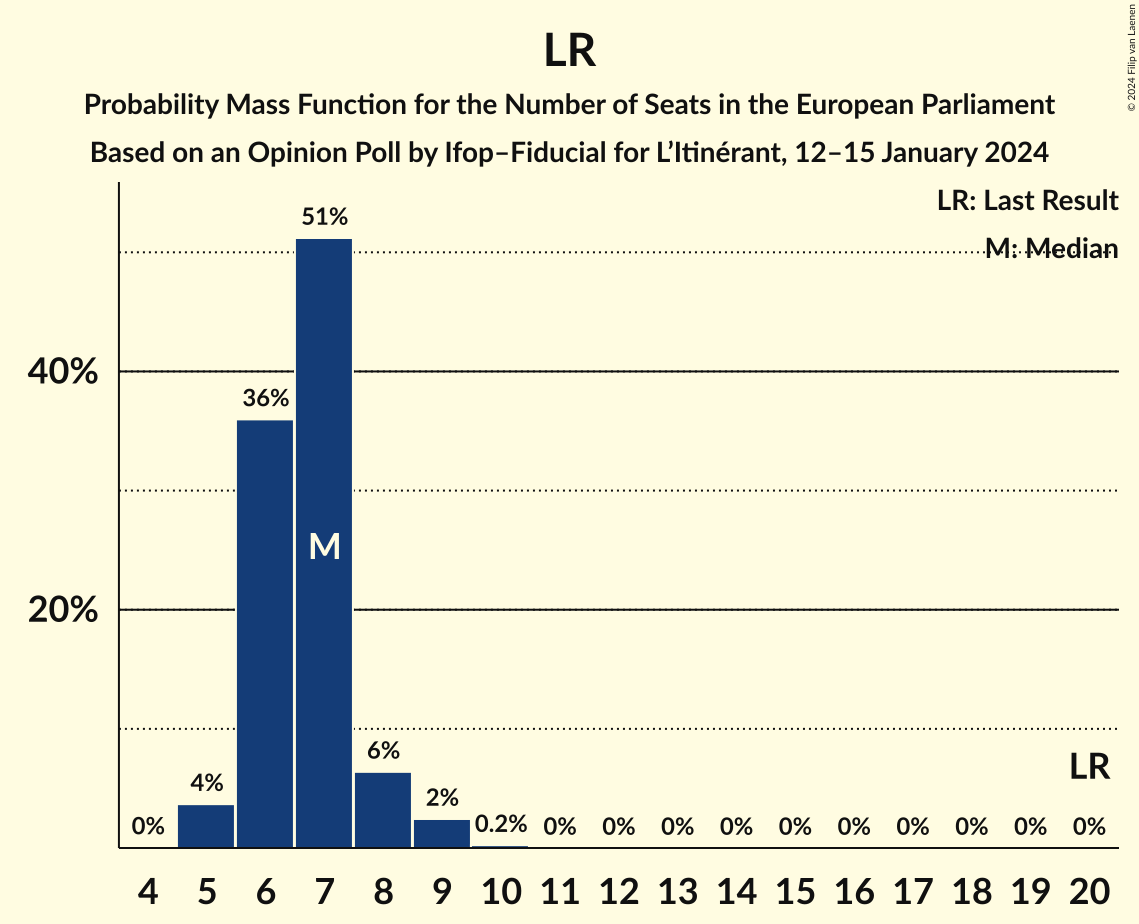 LR
Probability Mass Function for the Number of Seats in the European Parliament
Based on an Opinion Poll by Ifop–Fiducial for L’Itinérant, 12–15 January 2024
© 2024 Filip van Laenen
LR: Last Result
M: Median
40%
20%
0%
4%
36%
51%
M
6%
2%
0.2%
0%
0%
0%
0%
0%
0%
0%
0%
0%
0%
LR
4 5 6 7 8 9 10 11 12 13 14 15 16 17 18 19 20